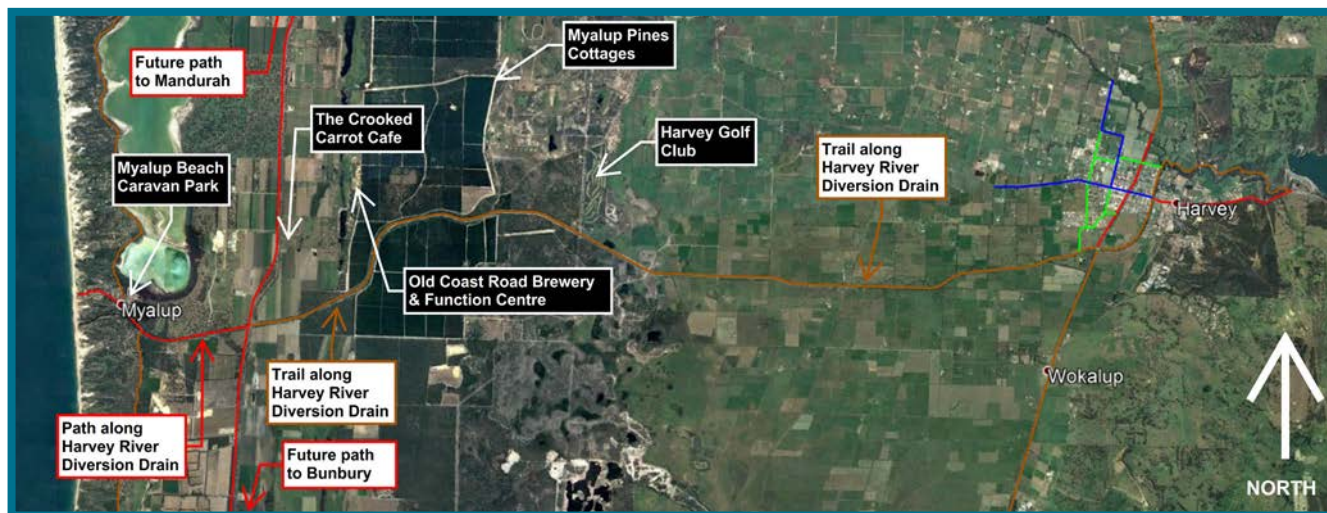 Future path
to Mandurah
Myalup Pines
Cottages
The Crooked
Carrot Cafe
Harvey Golf
Club
Trail along
Harvey River
Diversion Drain
Myalup Beach
Caravan Park
Harvey
Old Coast Road Brewery
& Function Centre
Myalup
Trail along
Harvey River
Diversion Drain
Wokalup
Path along
Harvey River
Diversion Drain
Future path
to Bunbury
NORTH